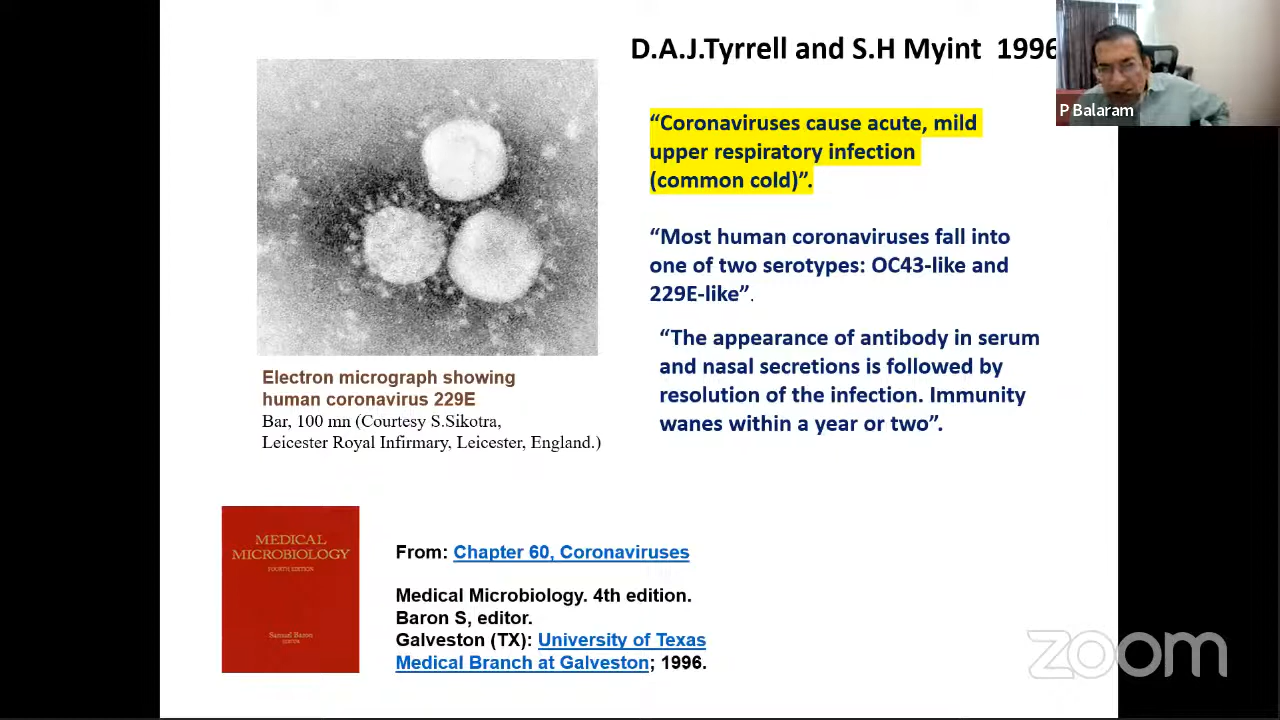 D.A.J.Tyrrell and S.H Myint 1996
P Balaram
“Coronaviruses cause acute, mild
upper respiratory infection
(common cold)”.
“Most human coronaviruses fall into
one of two serotypes: OC43-like and
229E-like”.
“The appearance of antibody in serum
and nasal secretions is followed by
resolution of the infection. Immunity
wanes within a year or two”.
Electron micrograph showing
human coronavirus 229E
Bar, 100 mn (Courtesy S.Sikotra,
Leicester Royal Infirmary, Leicester, England.)
MEDICAL
MICROBIOLOGY
FOURTH EDITION
Samuel Baron
EDITOR
From: Chapter 60, Coronaviruses
Medical Microbiology. 4th edition.
Baron S, editor.
Galveston (TX): University of Texas
Medical Branch at Galveston; 1996.
zoom